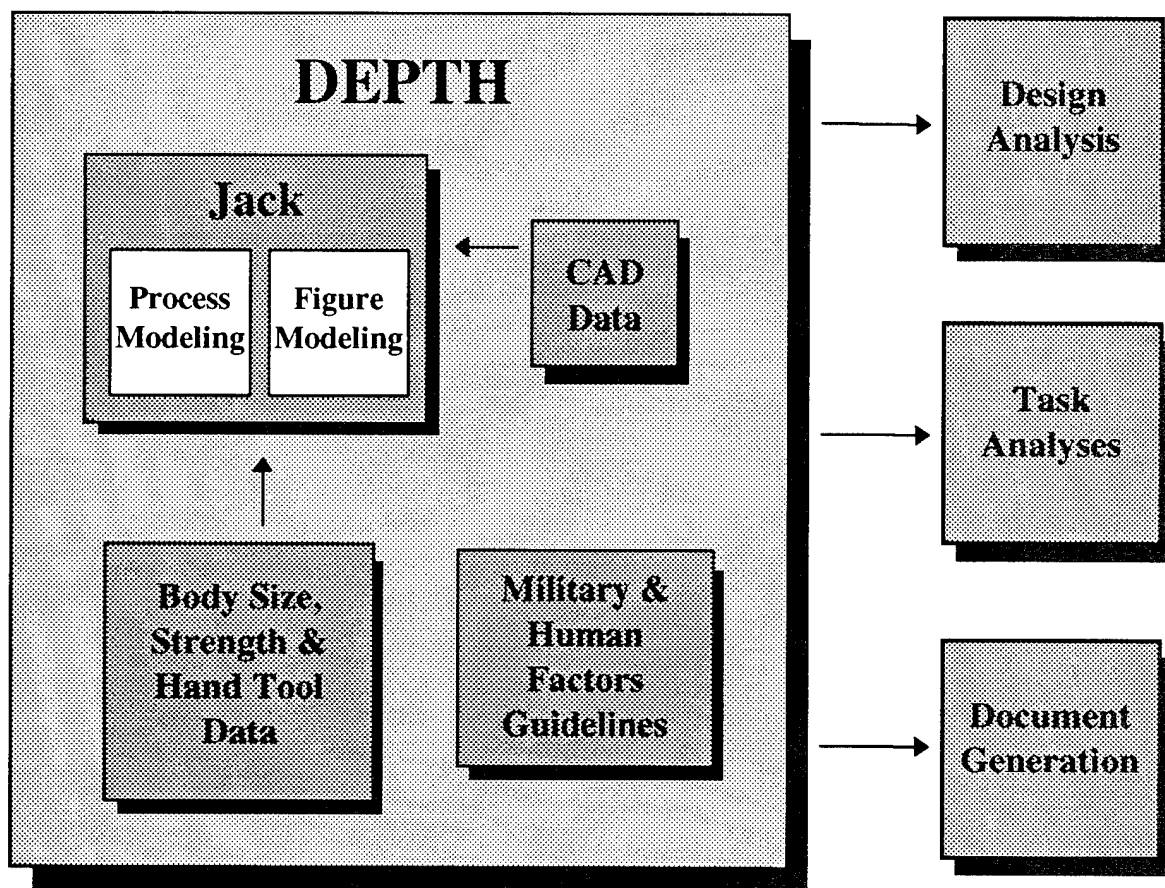 DEPTH
Jack
Process
Modeling
Figure
Modeling
CAD
Data
Body Size,
Strength &
Hand Tool
Data
Military &
Human
Factors
Guidelines
Design
Analysis
Task
Analyses
Document
Generation